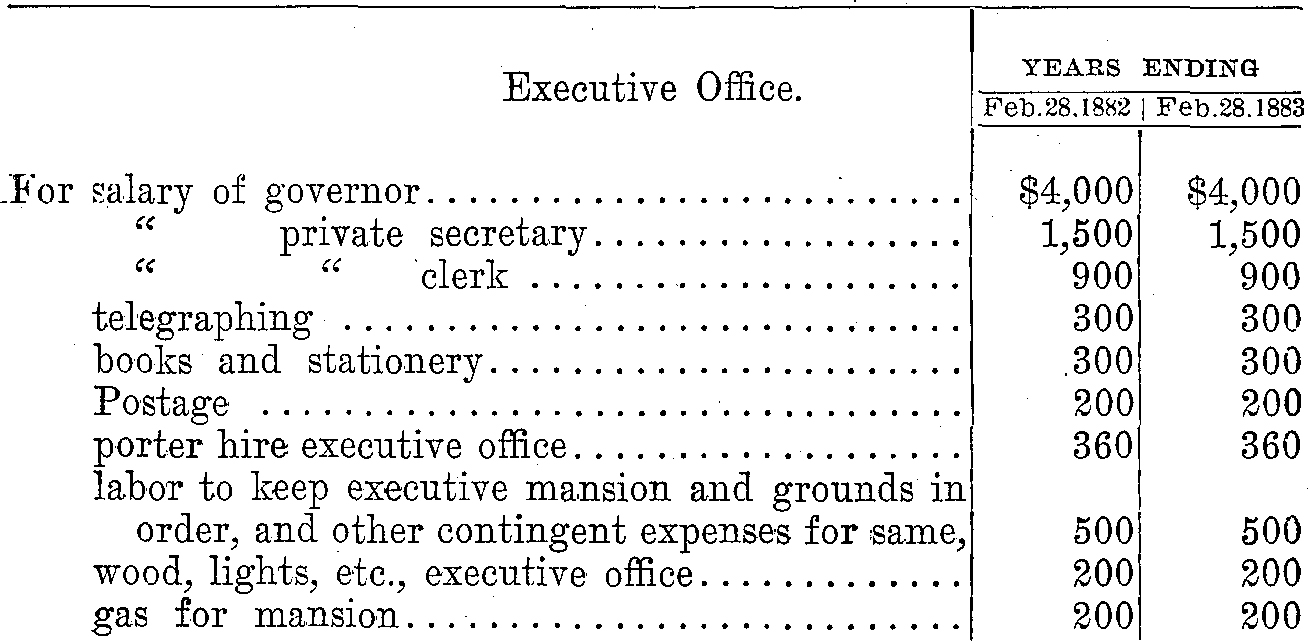 Executive Office.
YEARS ENDING
Feb.28.1882 | Feb.28.1883
For salary of governor.......................... $4,000 $4,000
“ private secretary.................. 1,500 1,500
“ “ clerk ..................... 900 900
telegraphing .............................. 300 300
books and stationery....................... 300 300
Postage .................................. 200 200
porter hire executive office................... 360 360
labor to keep executive mansion and grounds in
order, and other contingent expenses for same, 500 500
wood, lights, etc., executive office............. 200 200
gas for mansion........................... 200 200